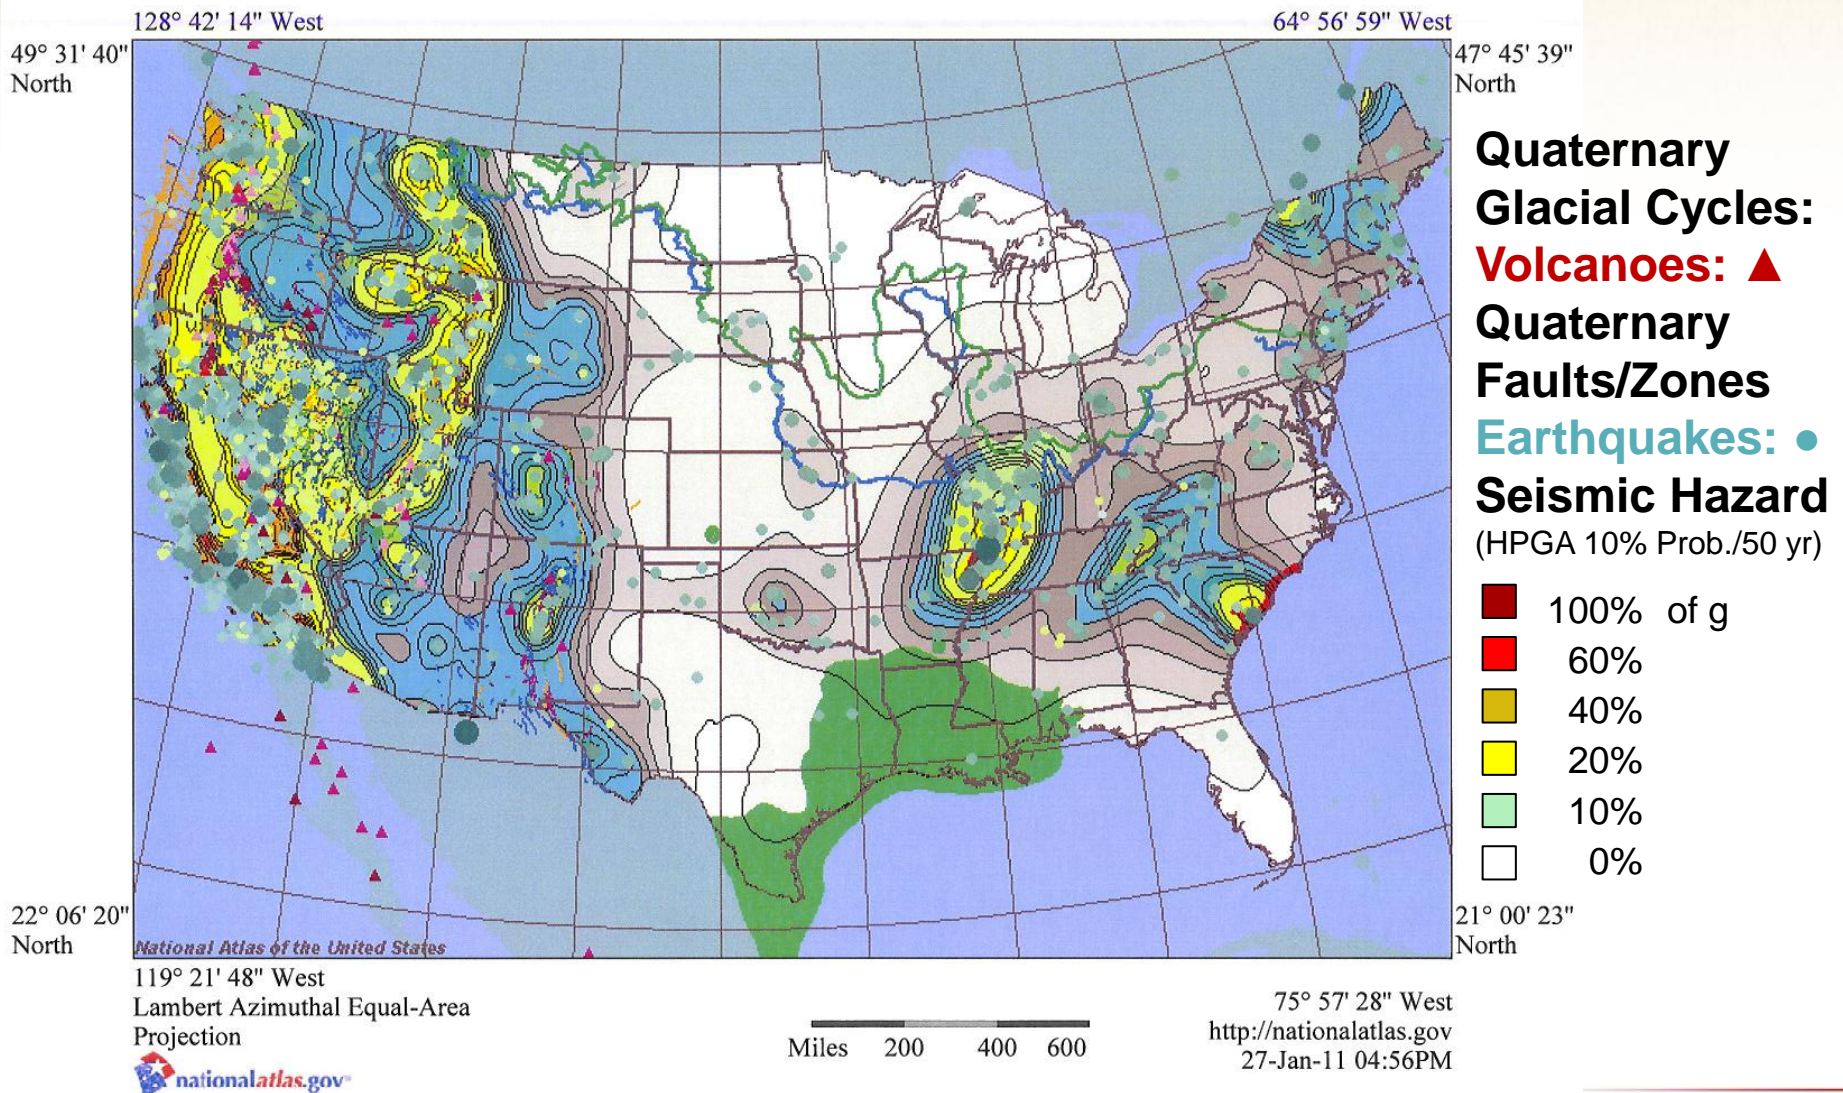 128° 42' 14" West
64° 56' 59" West
49° 31' 40"
North
47° 45' 39"
North
Quaternary
Glacial Cycles:
Volcanoes: ▲
Quaternary
Faults/Zones
Earthquakes: ●
Seismic Hazard
(HPGA 10% Prob./50 yr)
100% of g
60%
40%
20%
10%
0%
22° 06' 20"
North
21° 00' 23"
North
National Atlas of the United States
119° 21' 48" West
Lambert Azimuthal Equal-Area
Projection
nationalatlas.gov
Miles 200 400 600
75° 57' 28" West
http://nationalatlas.gov
27-Jan-11 04:56PM